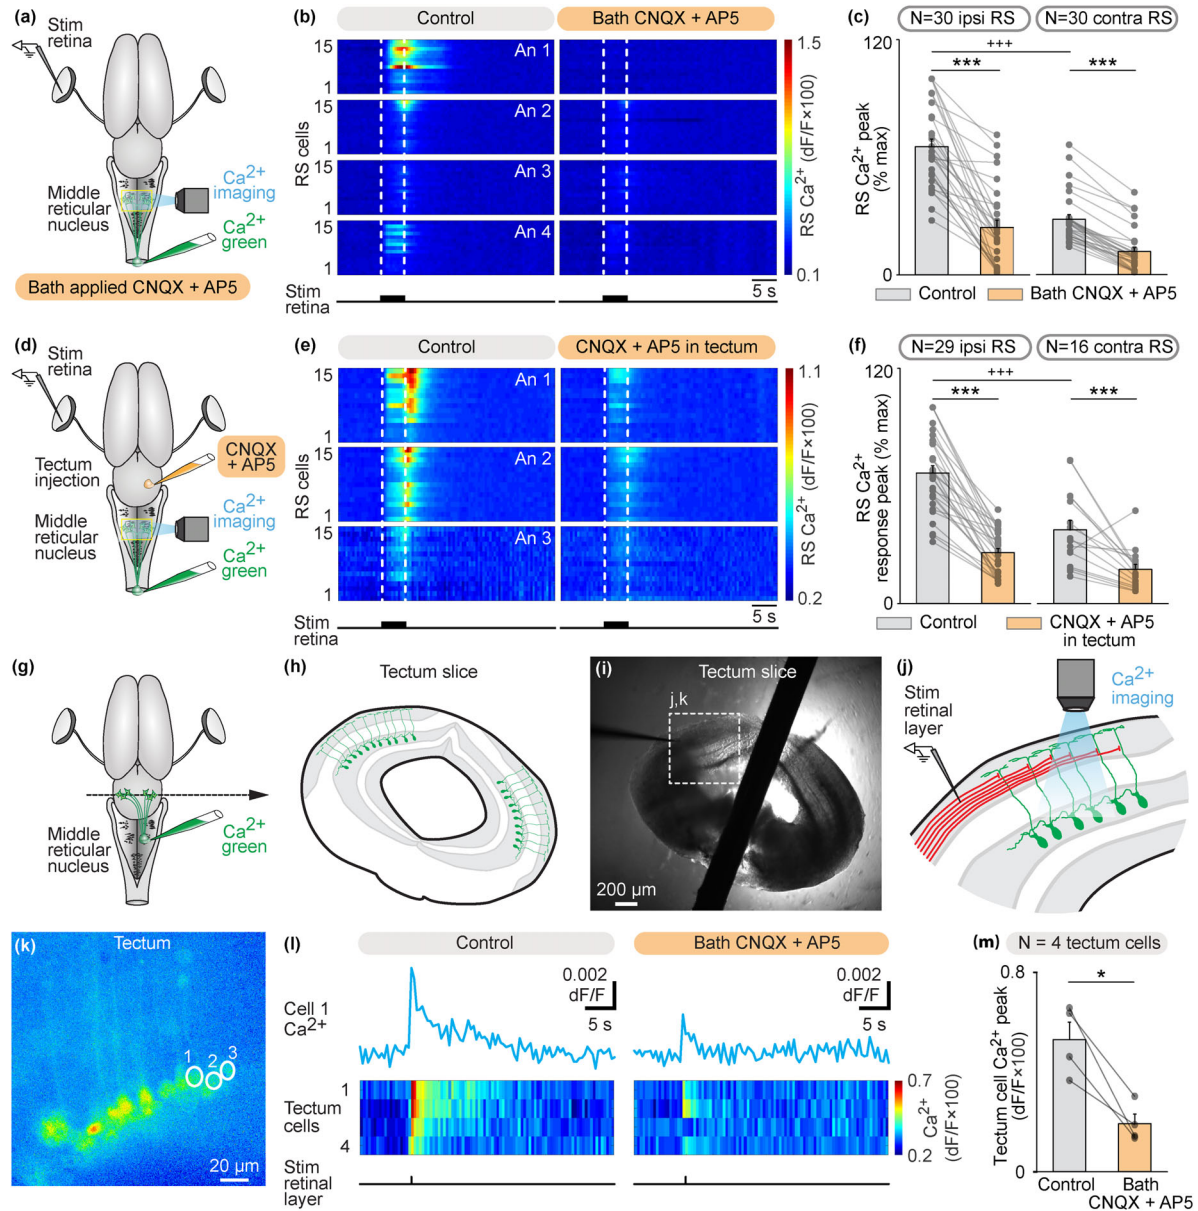 (a)
Stim
retina
Middle
reticular
nucleus
Ca2+
imaging
Ca2+
green
Bath applied CNQX + AP5
(b)
Control
Bath CNQX + AP5
RS cells
15
1
An 1
15
1
An 2
15
1
An 3
15
1
An 4
1.5
RS Ca2+ (dF/F×100)
0.1
Stim
retina
5 s
(c)
N=30 ipsi RS
N=30 contra RS
120
+++
***
***
RS Ca2+ peak
(% max)
0
Control
Bath CNQX + AP5
(d)
Stim
retina
CNQX
+ AP5
Tectum
injection
Middle
reticular
nucleus
Ca2+
imaging
Ca2+
green
(e)
Control
CNQX + AP5 in tectum
RS cells
15
1
An 1
15
1
An 2
15
1
An 3
1.1
RS Ca2+ (dF/F×100)
0.2
Stim
retina
5 s
(f)
N=29 ipsi RS
N=16 contra RS
120
+++
***
***
RS Ca2+
response peak (% max)
0
Control
CNQX + AP5
in tectum
(g)
Middle
reticular
nucleus
Ca2+
green
(h)
Tectum slice
(i)
Tectum slice
j,k
200 µm
(j)
Ca2+
imaging
Stim
retinal
layer
(k)
Tectum
1
2
3
20 µm
(l)
Control
Bath CNQX + AP5
Cell 1
Ca2+
0.002
dF/F
5 s
0.002
dF/F
5 s
1
Tectum
cells
4
0.7
Ca2+
(dF/F×100)
0.2
Stim
retinal
layer
(m)
N = 4 tectum cells
0.8
*
Tectum cell Ca2+ peak
(dF/F×100)
0
Control
Bath
CNQX + AP5